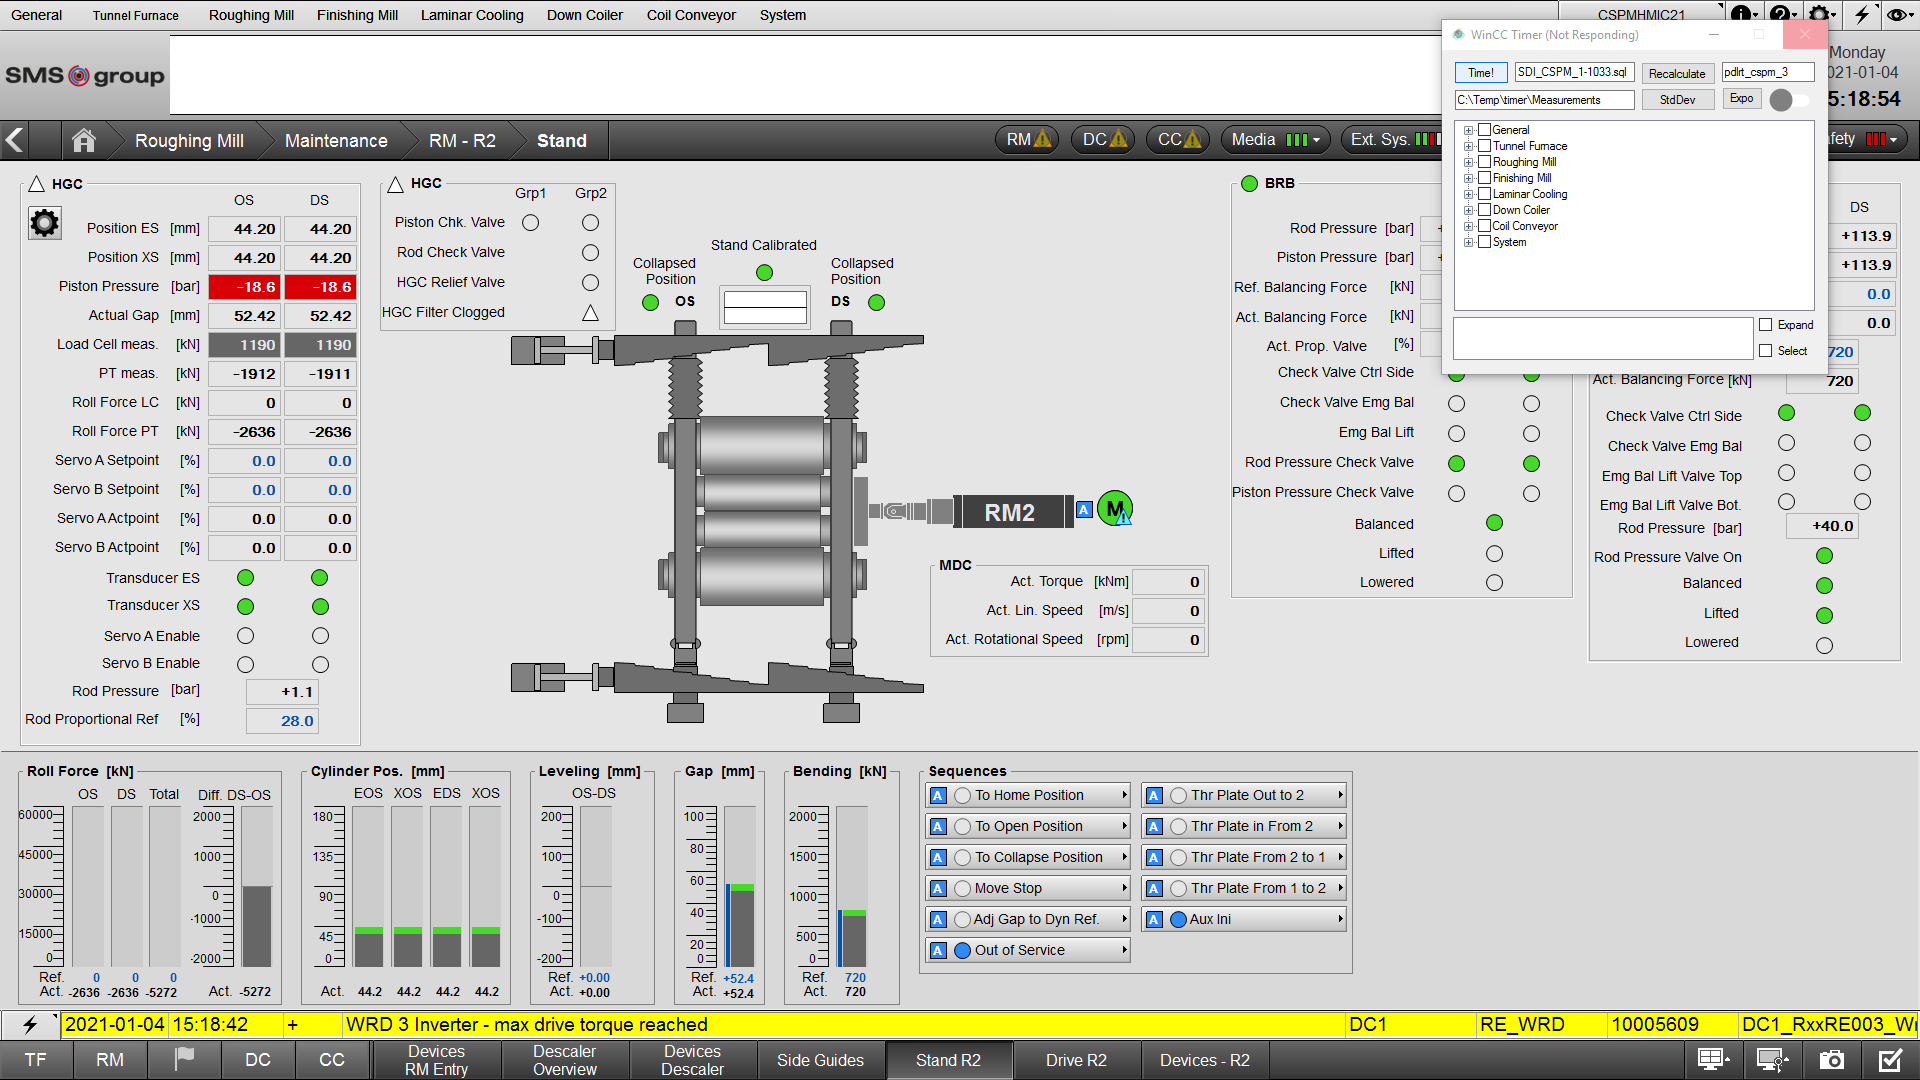 General Tunnel Furnace Roughing Mill Finishing Mill Laminar Cooling Down Coiler Coil Conveyor System CSPMHMIC21
SMS group
Monday
021-01-04
5:18:54
WinCC Timer (Not Responding)
Time! SDI_CSPM_1-1033.sql Recalculate pdlrt_cspm_3
C:\Temp\timer\Measurements StdDev Expo
General
Tunnel Furnace
Roughing Mill
Finishing Mill
Laminar Cooling
Down Coiler
Coil Conveyor
System
Expand
Select
Roughing Mill Maintenance RM - R2 Stand RM DC CC Media Ext. Sys. fety
HGC
OS DS
Position ES [mm] 44.20 44.20
Position XS [mm] 44.20 44.20
Piston Pressure [bar] -18.6 -18.6
Actual Gap [mm] 52.42 52.42
Load Cell meas. [kN] 1190 1190
PT meas. [kN] -1912 -1911
Roll Force LC [kN] 0 0
Roll Force PT [kN] -2636 -2636
Servo A Setpoint [%] 0.0 0.0
Servo B Setpoint [%] 0.0 0.0
Servo A Actpoint [%] 0.0 0.0
Servo B Actpoint [%] 0.0 0.0
Transducer ES
Transducer XS
Servo A Enable
Servo B Enable
Rod Pressure [bar] +1.1
Rod Proportional Ref [%] 28.0
HGC
Grp1 Grp2
Piston Chk. Valve
Rod Check Valve
HGC Relief Valve
HGC Filter Clogged
Stand Calibrated
Collapsed Position OS
Collapsed Position DS
RM2 A M
MDC
Act. Torque [kNm] 0
Act. Lin. Speed [m/s] 0
Act. Rotational Speed [rpm] 0
BRB
Rod Pressure [bar] +
Piston Pressure [bar] +
Ref. Balancing Force [kN]
Act. Balancing Force [kN]
Act. Prop. Valve [%]
Check Valve Ctrl Side
Check Valve Emg Bal
Emg Bal Lift
Rod Pressure Check Valve
Piston Pressure Check Valve
Balanced
Lifted
Lowered
DS
+113.9
+113.9
0.0
0.0
720
Act. Balancing Force [kN] 720
Check Valve Ctrl Side
Check Valve Emg Bal
Emg Bal Lift Valve Top
Emg Bal Lift Valve Bot.
Rod Pressure [bar] +40.0
Rod Pressure Valve On
Balanced
Lifted
Lowered
Roll Force [kN]
OS DS Total Diff. DS-OS
60000 45000 30000 15000 0
2000 1000 0 -1000 -2000
Ref. 0 0 0
Act. -2636 -2636 -5272 Act. -5272
Cylinder Pos. [mm]
EOS XOS EDS XOS
180 135 90 45 0
Act. 44.2 44.2 44.2 44.2
Leveling [mm]
OS-DS
200 100 0 -100 -200
Ref. +0.00
Act. +0.00
Gap [mm]
100 80 60 40 20 0
Ref. +52.4
Act. +52.4
Bending [kN]
2000 1500 1000 500 0
Ref. 720
Act. 720
Sequences
A To Home Position A Thr Plate Out to 2
A To Open Position A Thr Plate in From 2
A To Collapse Position A Thr Plate From 2 to 1
A Move Stop A Thr Plate From 1 to 2
A Adj Gap to Dyn Ref. A Aux Ini
A Out of Service
2021-01-04 15:18:42 + WRD 3 Inverter - max drive torque reached DC1 RE_WRD 10005609 DC1_RxxRE003_Wr
TF RM DC CC Devices RM Entry Descaler Overview Devices Descaler Side Guides Stand R2 Drive R2 Devices - R2